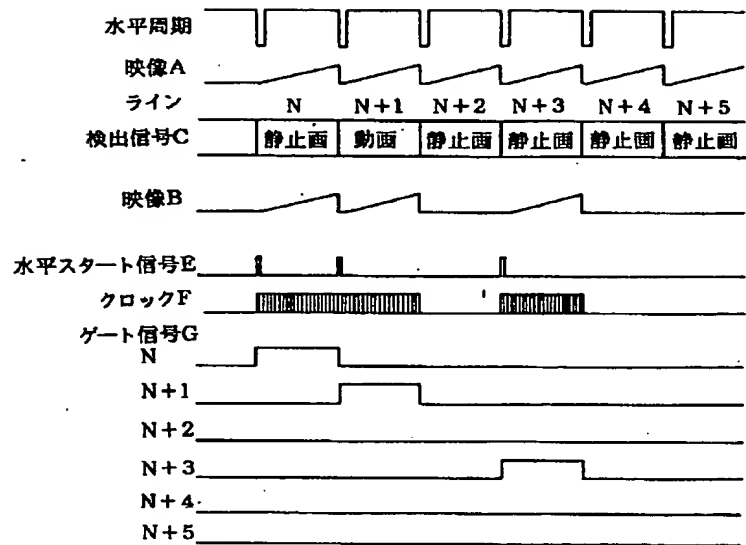 水平周期
映像A
ライン N N+1 N+2 N+3 N+4 N+5
検出信号C 静止画 動画 静止画 静止画 静止画 静止画
映像B
水平スタート信号E
クロックF
ゲート信号G
N
N+1
N+2
N+3
N+4
N+5